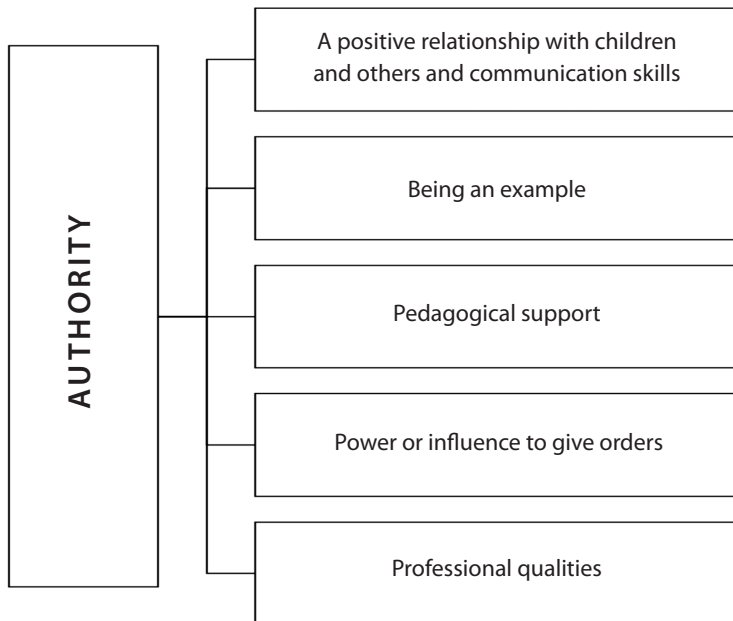 AUTHORITY
A positive relationship with children
and others and communication skills
Being an example
Pedagogical support
Power or influence to give orders
Professional qualities